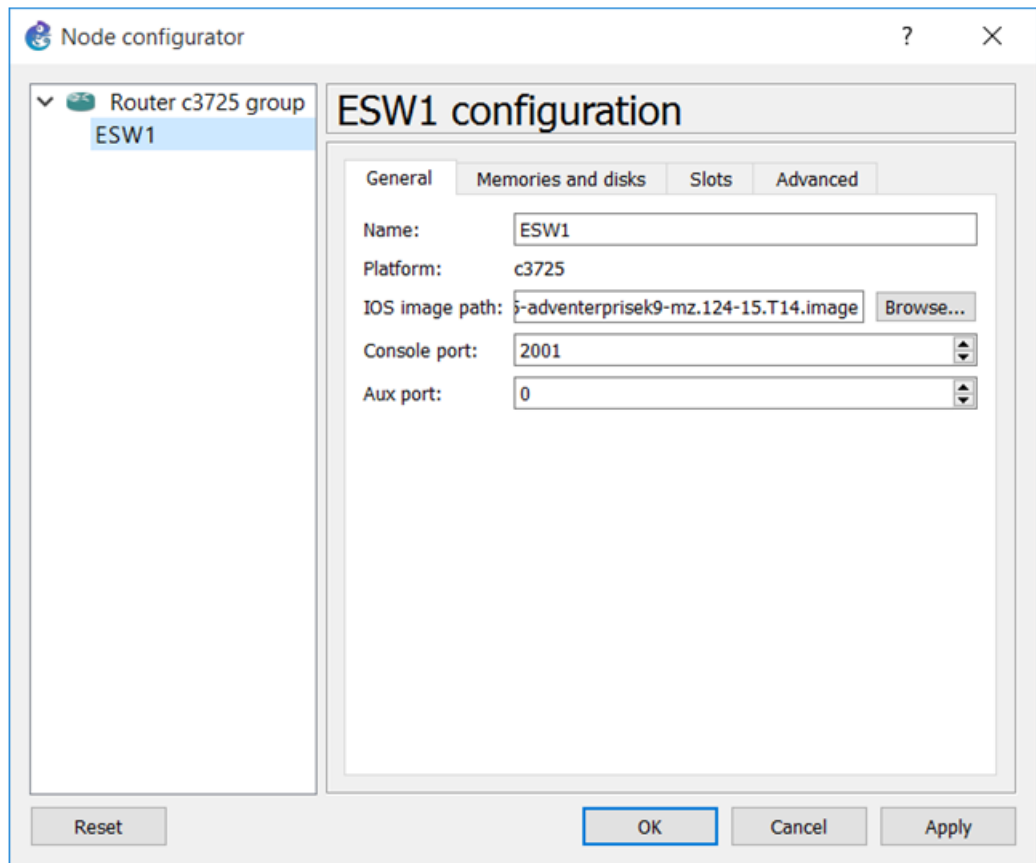 Node configurator
?
Router c3725 group
ESW1
ESW1 configuration
General Memories and disks Slots Advanced
Name: ESW1
Platform: c3725
IOS image path: -adventerprisek9-mz.124-15.T14.image Browse...
Console port: 2001
Aux port: 0
Reset OK Cancel Apply